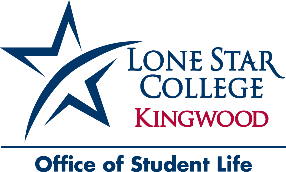 LONE STAR
COLLEGE
KINGWOOD
Office of Student Life